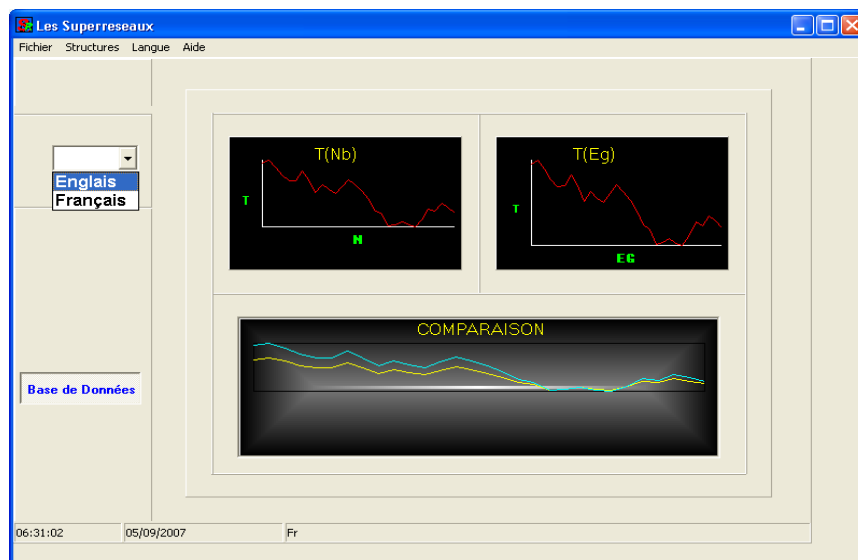 Les Superreseaux
Fichier Structures Langue Aide
T(Nb)
T
N
T(Eg)
T
EG
Englais
Français
COMPARAISON
Base de Données
06:31:02 05/09/2007 Fr